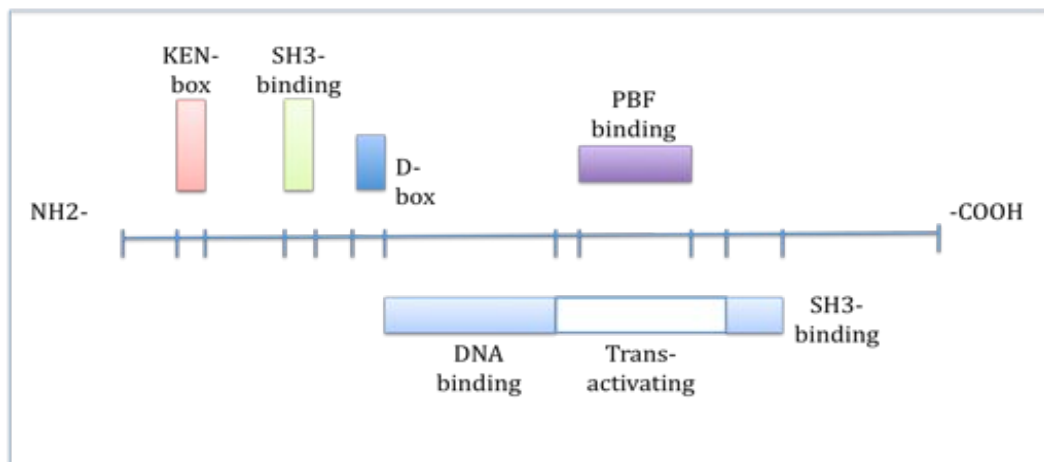 KEN-
box
SH3-
binding
D-
box
PBF
binding
NH2-
-COOH
DNA
binding
Trans-
activating
SH3-
binding